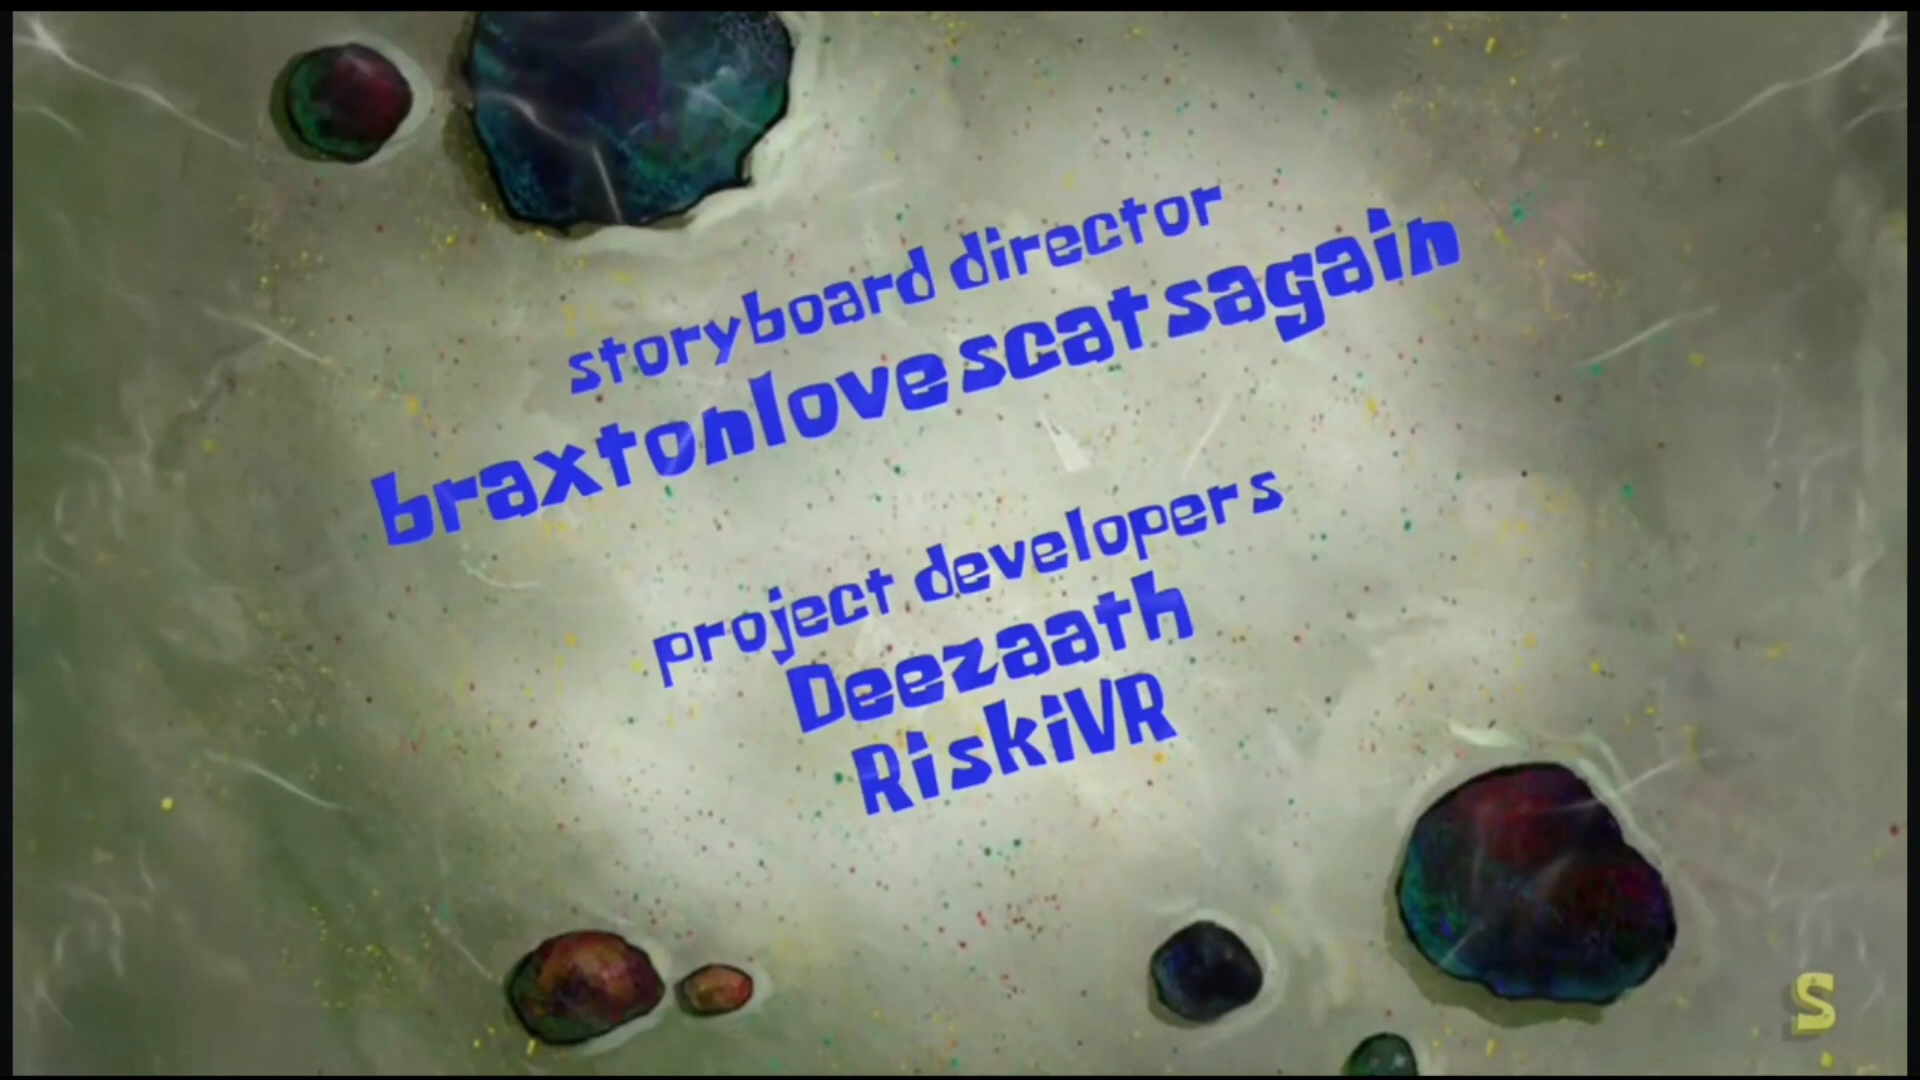 storyboard director
braxtonlovescatsagain
project developers
Deezaath
RiskiVR
S